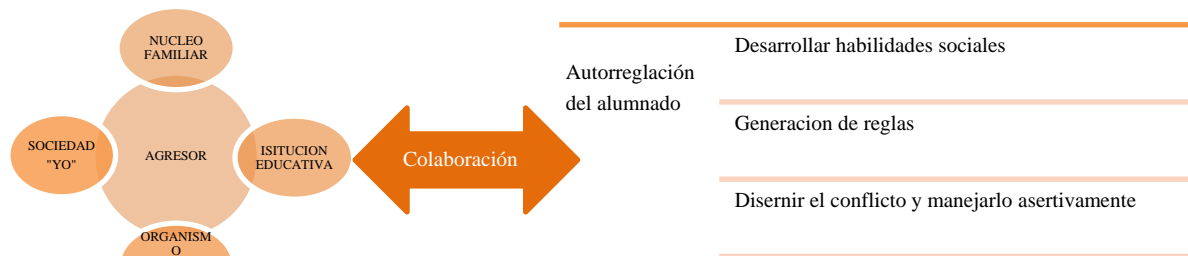 NUCLEO
FAMILIAR
SOCIEDAD
"YO"
AGRESOR
ISITUCION
EDUCATIVA
ORGANISM
O
Colaboración
Autorreglación
del alumnado
Desarrollar habilidades sociales
Generacion de reglas
Disernir el conflicto y manejarlo asertivamente